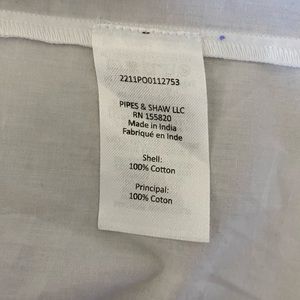 2211PO0112753
PIPES & SHAW LLC
RN 155820
Made in India
Fabriqué en Inde
Shell:
100% Cotton
Principal:
100% Coton